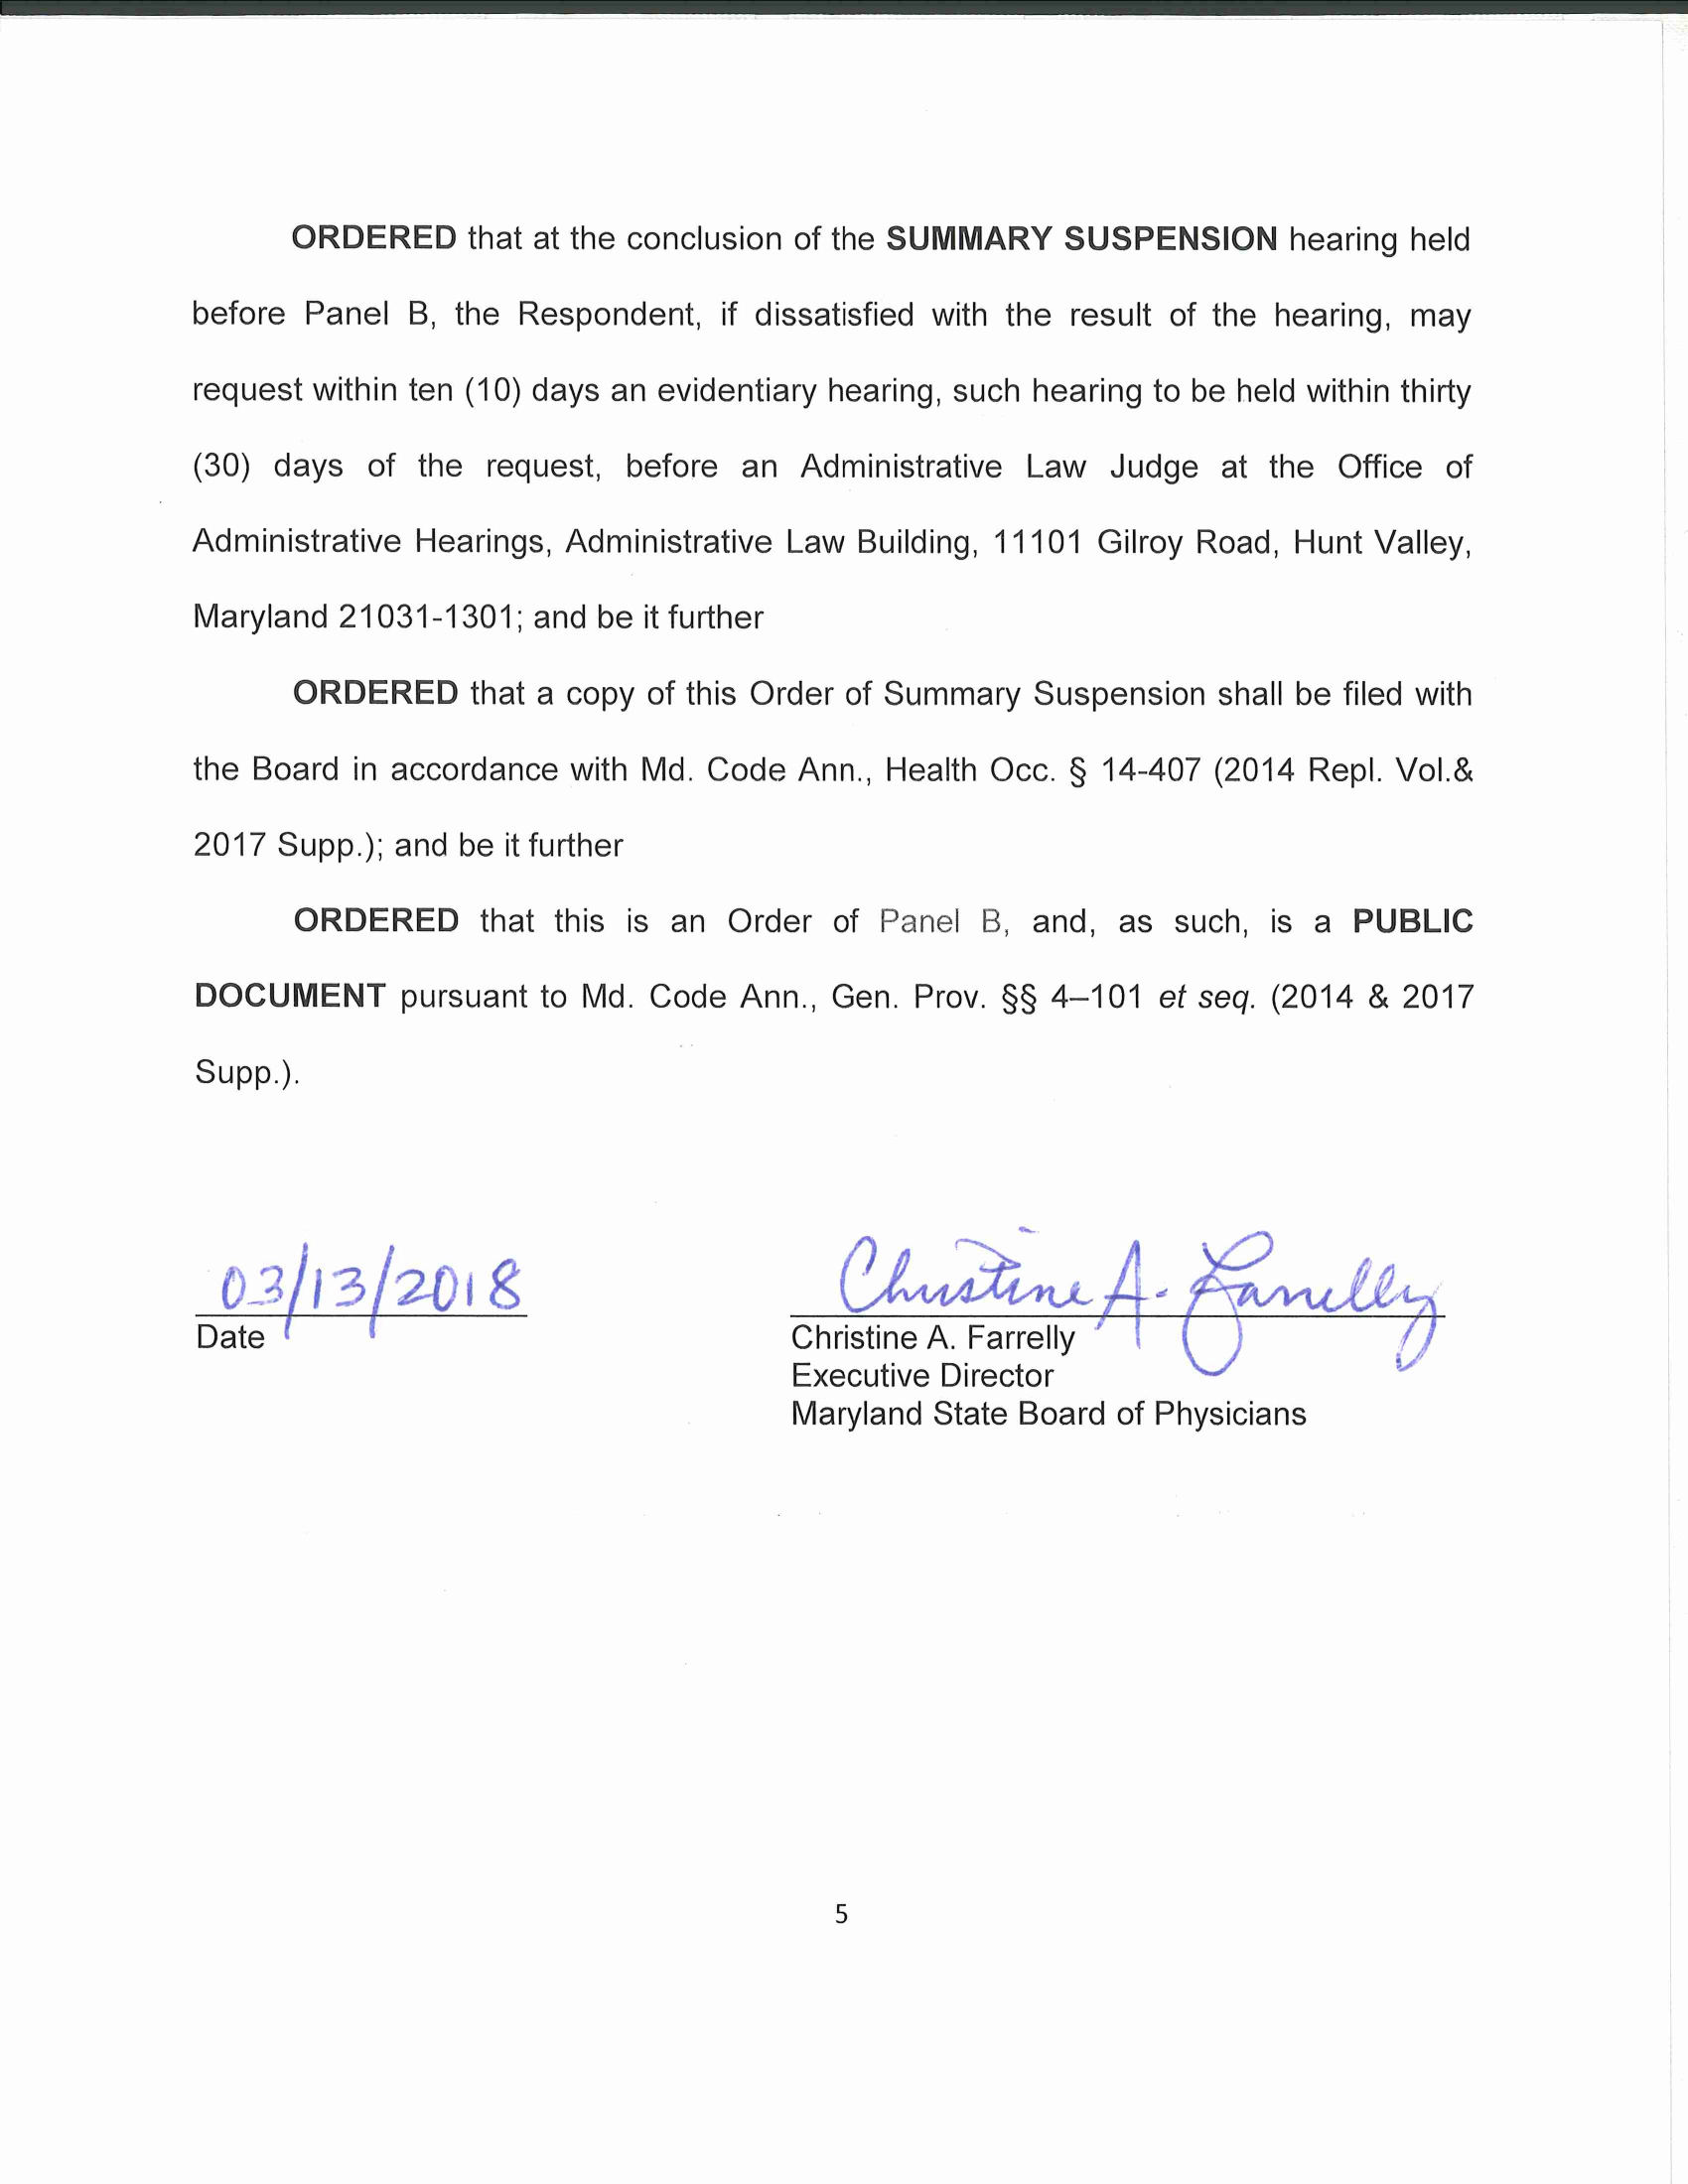 ORDERED that at the conclusion of the SUMMARY SUSPENSION hearing held
before Panel B, the Respondent, if dissatisfied with the result of the hearing, may
request within ten (10) days an evidentiary hearing, such hearing to be held within thirty
(30) days of the request, before an Administrative Law Judge at the Office of
Administrative Hearings, Administrative Law Building, 11101 Gilroy Road, Hunt Valley,
Maryland 21031-1301; and be it further
ORDERED that a copy of this Order of Summary Suspension shall be filed with
the Board in accordance with Md. Code Ann., Health Occ. § 14-407 (2014 Repl. Vol.&
2017 Supp.); and be it further
ORDERED that this is an Order of Panel B, and, as such, is a PUBLIC
DOCUMENT pursuant to Md. Code Ann., Gen. Prov. §§ 4–101 et seq. (2014 & 2017
Supp.).
03/13/2018
Date
Christine A. Farrelly
Christine A. Farrelly
Executive Director
Maryland State Board of Physicians
5